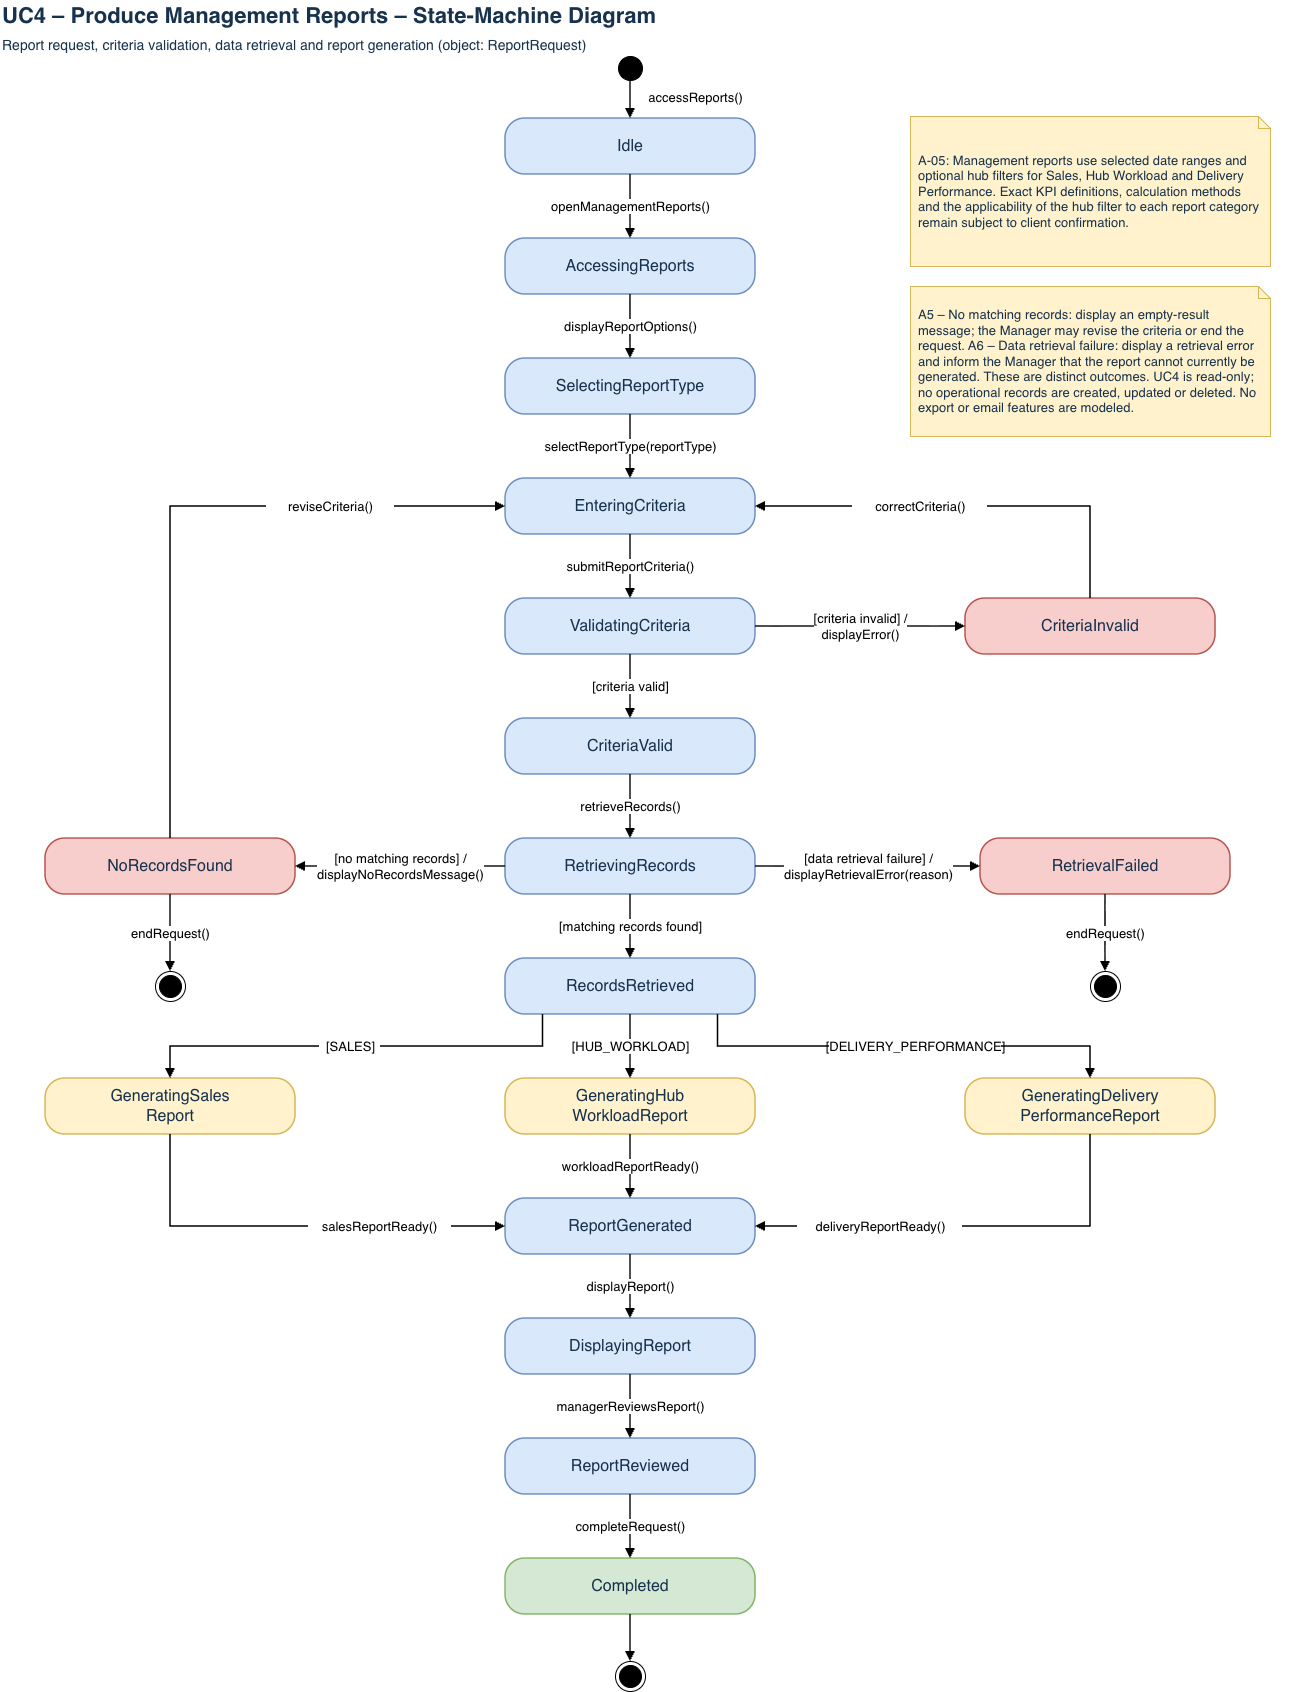 UC4 – Produce Management Reports – State-Machine Diagram
Report request, criteria validation, data retrieval and report generation (object: ReportRequest)
accessReports()
Idle
A-05: Management reports use selected date ranges and
optional hub filters for Sales, Hub Workload and Delivery
Performance. Exact KPI definitions, calculation methods
and the applicability of the hub filter to each report category
remain subject to client confirmation.
openManagementReports()
AccessingReports
displayReportOptions()
A5 – No matching records: display an empty-result
message; the Manager may revise the criteria or end the
request. A6 – Data retrieval failure: display a retrieval error
and inform the Manager that the report cannot currently be
generated. These are distinct outcomes. UC4 is read-only;
no operational records are created, updated or deleted. No
export or email features are modeled.
SelectingReportType
selectReportType(reportType)
reviseCriteria()
EnteringCriteria
correctCriteria()
submitReportCriteria()
ValidatingCriteria
[criteria invalid] /
displayError()
CriteriaInvalid
[criteria valid]
CriteriaValid
retrieveRecords()
NoRecordsFound
[no matching records] /
displayNoRecordsMessage()
RetrievingRecords
[data retrieval failure] /
displayRetrievalError(reason)
RetrievalFailed
endRequest()
[matching records found]
endRequest()
RecordsRetrieved
[SALES]
[HUB_WORKLOAD]
[DELIVERY_PERFORMANCE]
GeneratingSales
Report
GeneratingHub
WorkloadReport
GeneratingDelivery
PerformanceReport
workloadReportReady()
salesReportReady()
ReportGenerated
deliveryReportReady()
displayReport()
DisplayingReport
managerReviewsReport()
ReportReviewed
completeRequest()
Completed